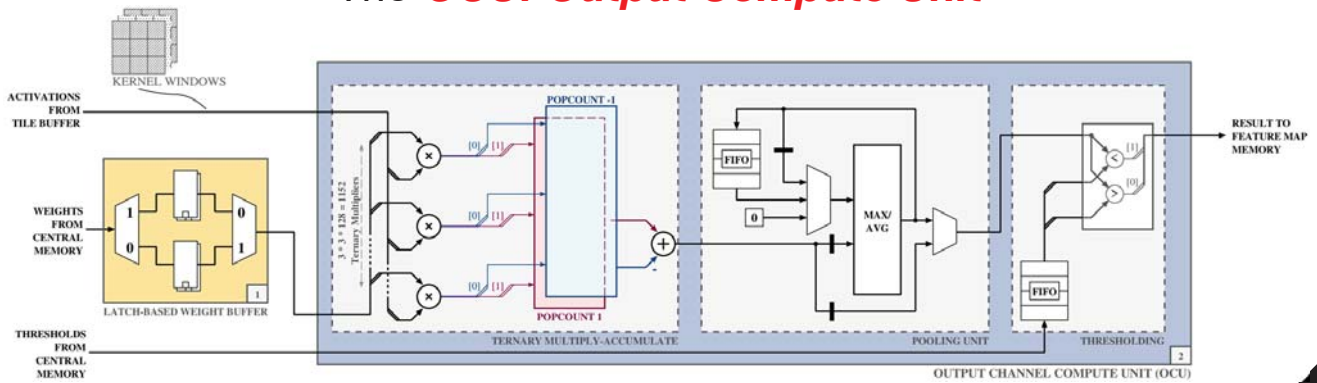 KERNEL WINDOWS
ACTIVATIONS
FROM
TILE BUFFER
WEIGHTS
FROM
CENTRAL
MEMORY
1
0
0
1
1
LATCH-BASED WEIGHT BUFFER
THRESHOLDS
FROM
CENTRAL
MEMORY
3 * 3 * 128 = 1152
Ternary Multipliers
×
×
×
[0]
[1]
[0]
[1]
[0]
[1]
POPCOUNT -1
POPCOUNT 1
+
-
TERNARY MULTIPLY-ACCUMULATE
FIFO
0
MAX/
AVG
POOLING UNIT
<
>
[1]
[0]
FIFO
THRESHOLDING
2
OUTPUT CHANNEL COMPUTE UNIT (OCU)
RESULT TO
FEATURE MAP
MEMORY